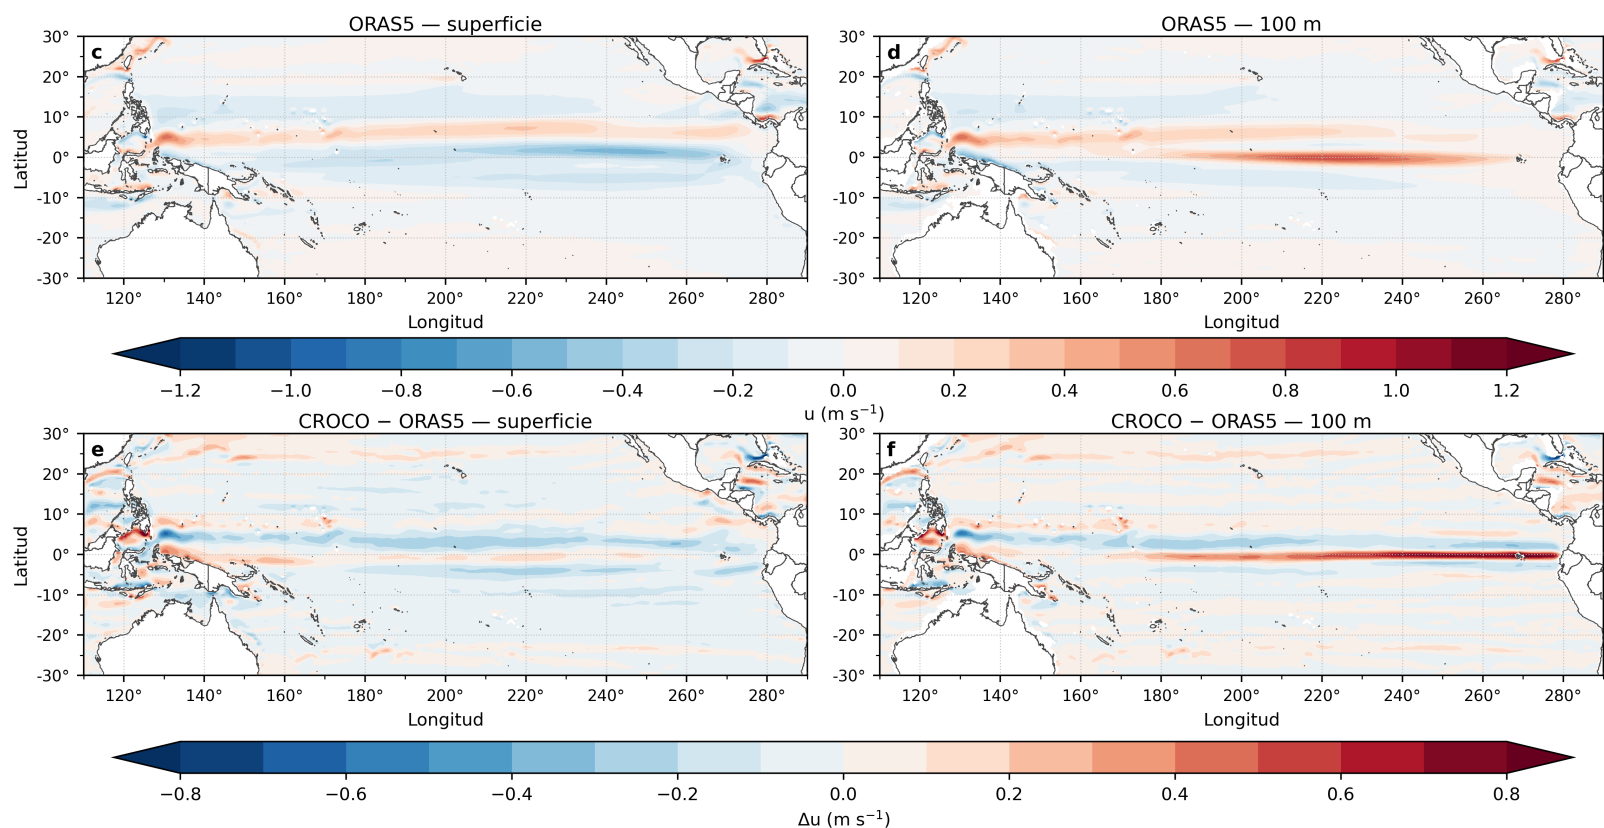 ORAS5 — superficie
ORAS5 — 100 m
c
d
30°
20°
10°
0°
-10°
-20°
-30°
Latitud
120° 140° 160° 180° 200° 220° 240° 260° 280°
120° 140° 160° 180° 200° 220° 240° 260° 280°
Longitud
Longitud
30°
20°
10°
0°
-10°
-20°
-30°
−1.2 −1.0 −0.8 −0.6 −0.4 −0.2 0.0 0.2 0.4 0.6 0.8 1.0 1.2
u (m s⁻¹)
CROCO − ORAS5 — superficie
CROCO − ORAS5 — 100 m
e
f
30°
20°
10°
0°
-10°
-20°
-30°
Latitud
120° 140° 160° 180° 200° 220° 240° 260° 280°
120° 140° 160° 180° 200° 220° 240° 260° 280°
Longitud
Longitud
30°
20°
10°
0°
-10°
-20°
-30°
−0.8 −0.6 −0.4 −0.2 0.0 0.2 0.4 0.6 0.8
Δu (m s⁻¹)